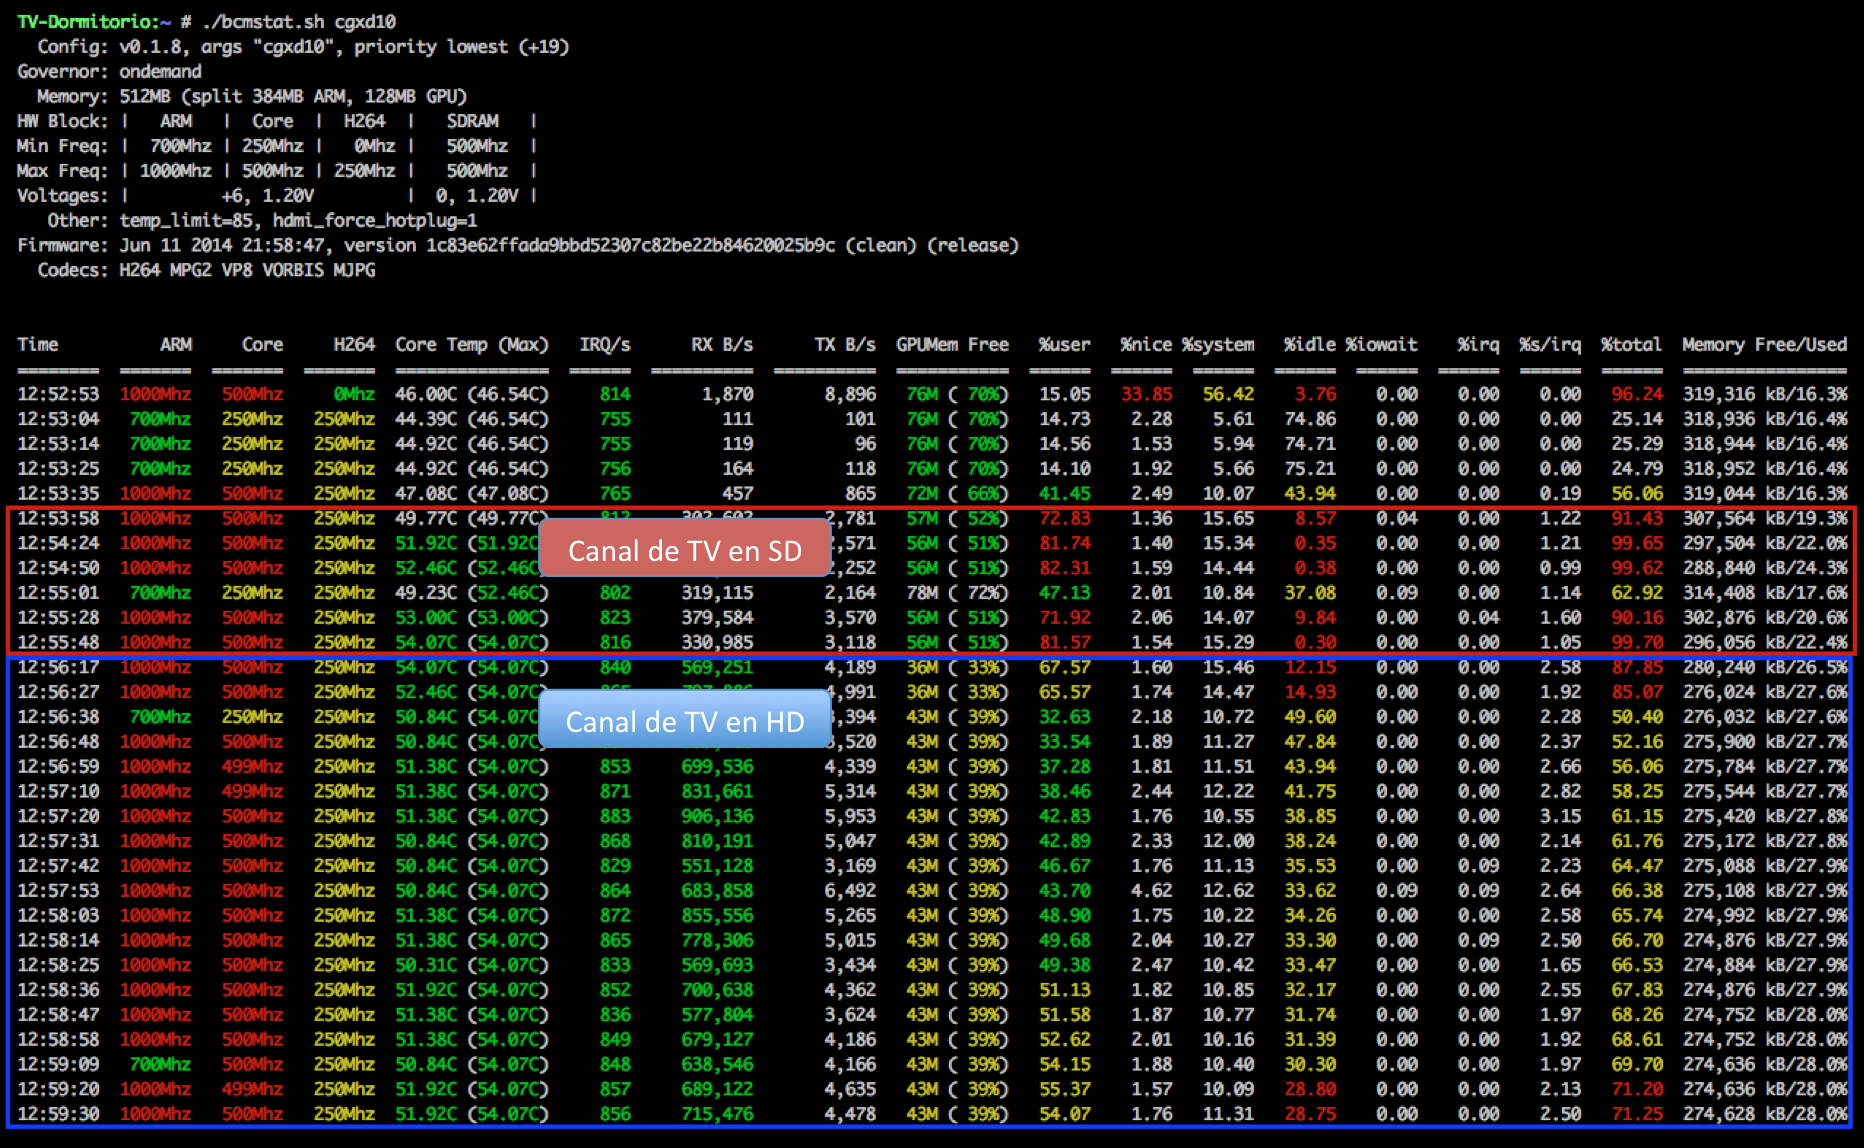 TV-Dormitorio:~ # ./bcmstat.sh cgxd10
Config: v0.1.8, args "cgxd10", priority lowest (+19)
Governor: ondemand
Memory: 512MB (split 384MB ARM, 128MB GPU)
HW Block: | ARM | Core | H264 | SDRAM |
Min Freq: | 700Mhz | 250Mhz | 0Mhz | 500Mhz |
Max Freq: | 1000Mhz | 500Mhz | 250Mhz | 500Mhz |
Voltages: | +6, 1.20V | 0, 1.20V |
Other: temp_limit=85, hdmi_force_hotplug=1
Firmware: Jun 11 2014 21:58:47, version 1c83e62ffada9bbd52307c82be22b84620025b9c (clean) (release)
Codecs: H264 MPG2 VP8 VORBIS MJPG
Time ARM Core H264 Core Temp (Max) IRQ/s RX B/s TX B/s GPUMem Free %user %nice %system %idle %iowait %irq %s/irq %total Memory Free/Used
======== ======= ======= ======= =============== ====== ========== ========== =========== ====== ====== ====== ====== ====== ====== ====== ====== ================
12:52:53 1000Mhz 500Mhz 0Mhz 46.00C (46.54C) 814 1,870 8,896 76M ( 70%) 15.05 33.85 56.42 3.76 0.00 0.00 0.00 96.24 319,316 kB/16.3%
12:53:04 700Mhz 250Mhz 250Mhz 44.39C (46.54C) 755 111 101 76M ( 70%) 14.73 2.28 5.61 74.86 0.00 0.00 0.00 25.14 318,936 kB/16.4%
12:53:14 700Mhz 250Mhz 250Mhz 44.92C (46.54C) 755 119 96 76M ( 70%) 14.56 1.53 5.94 74.71 0.00 0.00 0.00 25.29 318,944 kB/16.4%
12:53:25 700Mhz 250Mhz 250Mhz 44.92C (46.54C) 756 164 118 76M ( 70%) 14.10 1.92 5.66 75.21 0.00 0.00 0.00 24.79 318,952 kB/16.4%
12:53:35 1000Mhz 500Mhz 250Mhz 47.08C (47.08C) 765 457 865 72M ( 66%) 41.45 2.49 10.07 43.94 0.00 0.00 0.19 56.06 319,044 kB/16.3%
12:53:58 1000Mhz 500Mhz 250Mhz 49.77C (49.77C) 2,781 57M ( 52%) 72.83 1.36 15.65 8.57 0.04 0.00 1.22 91.43 307,564 kB/19.3%
12:54:24 1000Mhz 500Mhz 250Mhz 51.92C (51.92C ,571 56M ( 51%) 81.74 1.40 15.34 0.35 0.00 0.00 1.21 99.65 297,504 kB/22.0%
Canal de TV en SD
12:54:50 1000Mhz 500Mhz 250Mhz 52.46C (52.46C ,252 56M ( 51%) 82.31 1.59 14.44 0.38 0.00 0.00 0.99 99.62 288,840 kB/24.3%
12:55:01 700Mhz 250Mhz 250Mhz 49.23C (52.46C) 802 319,115 2,164 78M ( 72%) 47.13 2.01 10.84 37.08 0.09 0.00 1.14 62.92 314,408 kB/17.6%
12:55:28 1000Mhz 500Mhz 250Mhz 53.00C (53.00C) 823 379,584 3,570 56M ( 51%) 71.92 2.06 14.07 9.84 0.00 0.04 1.60 90.16 302,876 kB/20.6%
12:55:48 1000Mhz 500Mhz 250Mhz 54.07C (54.07C) 816 330,985 3,118 56M ( 51%) 81.57 1.54 15.29 0.30 0.00 0.00 1.05 99.70 296,056 kB/22.4%
12:56:17 1000Mhz 500Mhz 250Mhz 54.07C (54.07C) 840 569,251 4,189 36M ( 33%) 67.57 1.60 15.46 12.15 0.00 0.00 2.58 87.85 280,240 kB/26.5%
12:56:27 1000Mhz 500Mhz 250Mhz 52.46C (54.07C) ,991 36M ( 33%) 65.57 1.74 14.47 14.93 0.00 0.00 1.92 85.07 276,024 kB/27.6%
12:56:38 700Mhz 250Mhz 250Mhz 50.84C (54.07C ,394 43M ( 39%) 32.63 2.18 10.72 49.60 0.00 0.00 2.28 50.40 276,032 kB/27.6%
Canal de TV en HD
12:56:48 1000Mhz 500Mhz 250Mhz 50.84C (54.07C) ,520 43M ( 39%) 33.54 1.89 11.27 47.84 0.00 0.00 2.37 52.16 275,900 kB/27.7%
12:56:59 1000Mhz 499Mhz 250Mhz 51.38C (54.07C) 853 699,536 4,339 43M ( 39%) 37.28 1.81 11.51 43.94 0.00 0.00 2.66 56.06 275,784 kB/27.7%
12:57:10 1000Mhz 499Mhz 250Mhz 51.38C (54.07C) 871 831,661 5,314 43M ( 39%) 38.46 2.44 12.22 41.75 0.00 0.00 2.82 58.25 275,544 kB/27.7%
12:57:20 1000Mhz 500Mhz 250Mhz 51.38C (54.07C) 883 906,136 5,953 43M ( 39%) 42.83 1.76 10.55 38.85 0.00 0.00 3.15 61.15 275,420 kB/27.8%
12:57:31 1000Mhz 500Mhz 250Mhz 50.84C (54.07C) 868 810,191 5,047 43M ( 39%) 42.89 2.33 12.00 38.24 0.00 0.00 2.14 61.76 275,172 kB/27.8%
12:57:42 1000Mhz 500Mhz 250Mhz 50.84C (54.07C) 829 551,128 3,169 43M ( 39%) 46.67 1.76 11.13 35.53 0.00 0.09 2.23 64.47 275,088 kB/27.9%
12:57:53 1000Mhz 500Mhz 250Mhz 50.84C (54.07C) 864 683,858 6,492 43M ( 39%) 43.70 4.62 12.62 33.62 0.09 0.09 2.64 66.38 275,108 kB/27.9%
12:58:03 1000Mhz 500Mhz 250Mhz 51.38C (54.07C) 872 855,556 5,265 43M ( 39%) 48.90 1.75 10.22 34.26 0.00 0.00 2.58 65.74 274,992 kB/27.9%
12:58:14 1000Mhz 500Mhz 250Mhz 51.38C (54.07C) 865 778,306 5,015 43M ( 39%) 49.68 2.04 10.27 33.30 0.00 0.09 2.50 66.70 274,876 kB/27.9%
12:58:25 1000Mhz 500Mhz 250Mhz 50.31C (54.07C) 833 569,693 3,434 43M ( 39%) 49.38 2.47 10.42 33.47 0.00 0.00 1.65 66.53 274,884 kB/27.9%
12:58:36 1000Mhz 500Mhz 250Mhz 51.92C (54.07C) 852 700,638 4,362 43M ( 39%) 51.13 1.82 10.85 32.17 0.00 0.00 2.55 67.83 274,876 kB/27.9%
12:58:47 1000Mhz 500Mhz 250Mhz 51.38C (54.07C) 836 577,804 3,624 43M ( 39%) 51.58 1.87 10.77 31.74 0.00 0.00 1.97 68.26 274,752 kB/28.0%
12:58:58 1000Mhz 500Mhz 250Mhz 51.38C (54.07C) 849 679,127 4,186 43M ( 39%) 52.62 2.01 10.16 31.39 0.00 0.00 1.92 68.61 274,752 kB/28.0%
12:59:09 700Mhz 500Mhz 250Mhz 50.84C (54.07C) 848 638,546 4,166 43M ( 39%) 54.15 1.88 10.40 30.30 0.00 0.00 1.97 69.70 274,636 kB/28.0%
12:59:20 1000Mhz 499Mhz 250Mhz 51.92C (54.07C) 857 689,122 4,635 43M ( 39%) 55.37 1.57 10.09 28.80 0.00 0.00 2.13 71.20 274,636 kB/28.0%
12:59:30 1000Mhz 500Mhz 250Mhz 51.92C (54.07C) 856 715,476 4,478 43M ( 39%) 54.07 1.76 11.31 28.75 0.00 0.00 2.50 71.25 274,628 kB/28.0%